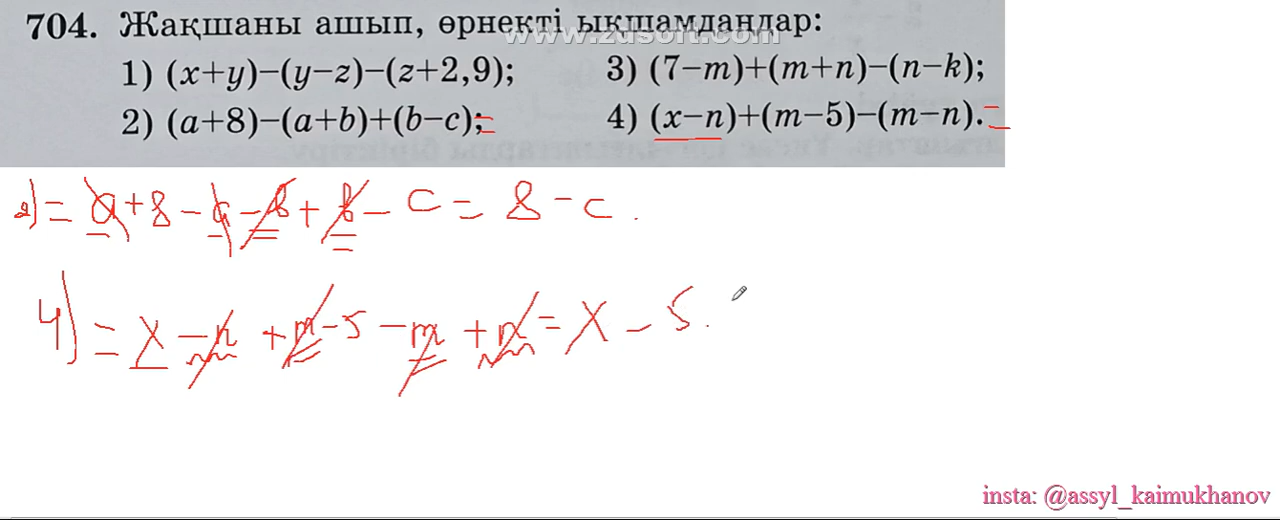 704. Жақшаны ашып, өрнекті ықшамдаңдар:
www.zdsoft.com
1) (x+y)−(y−z)−(z+2,9);
3) (7−m)+(m+n)−(n−k);
2) (a+8)−(a+b)+(b−c); =
4) (x−n)+(m−5)−(m−n). =
2) = a + 8 − a − b + b − c = 8 − c.
4) = x − n + m − 5 − m + n = x − 5.
insta: @assyl_kaimukhanov